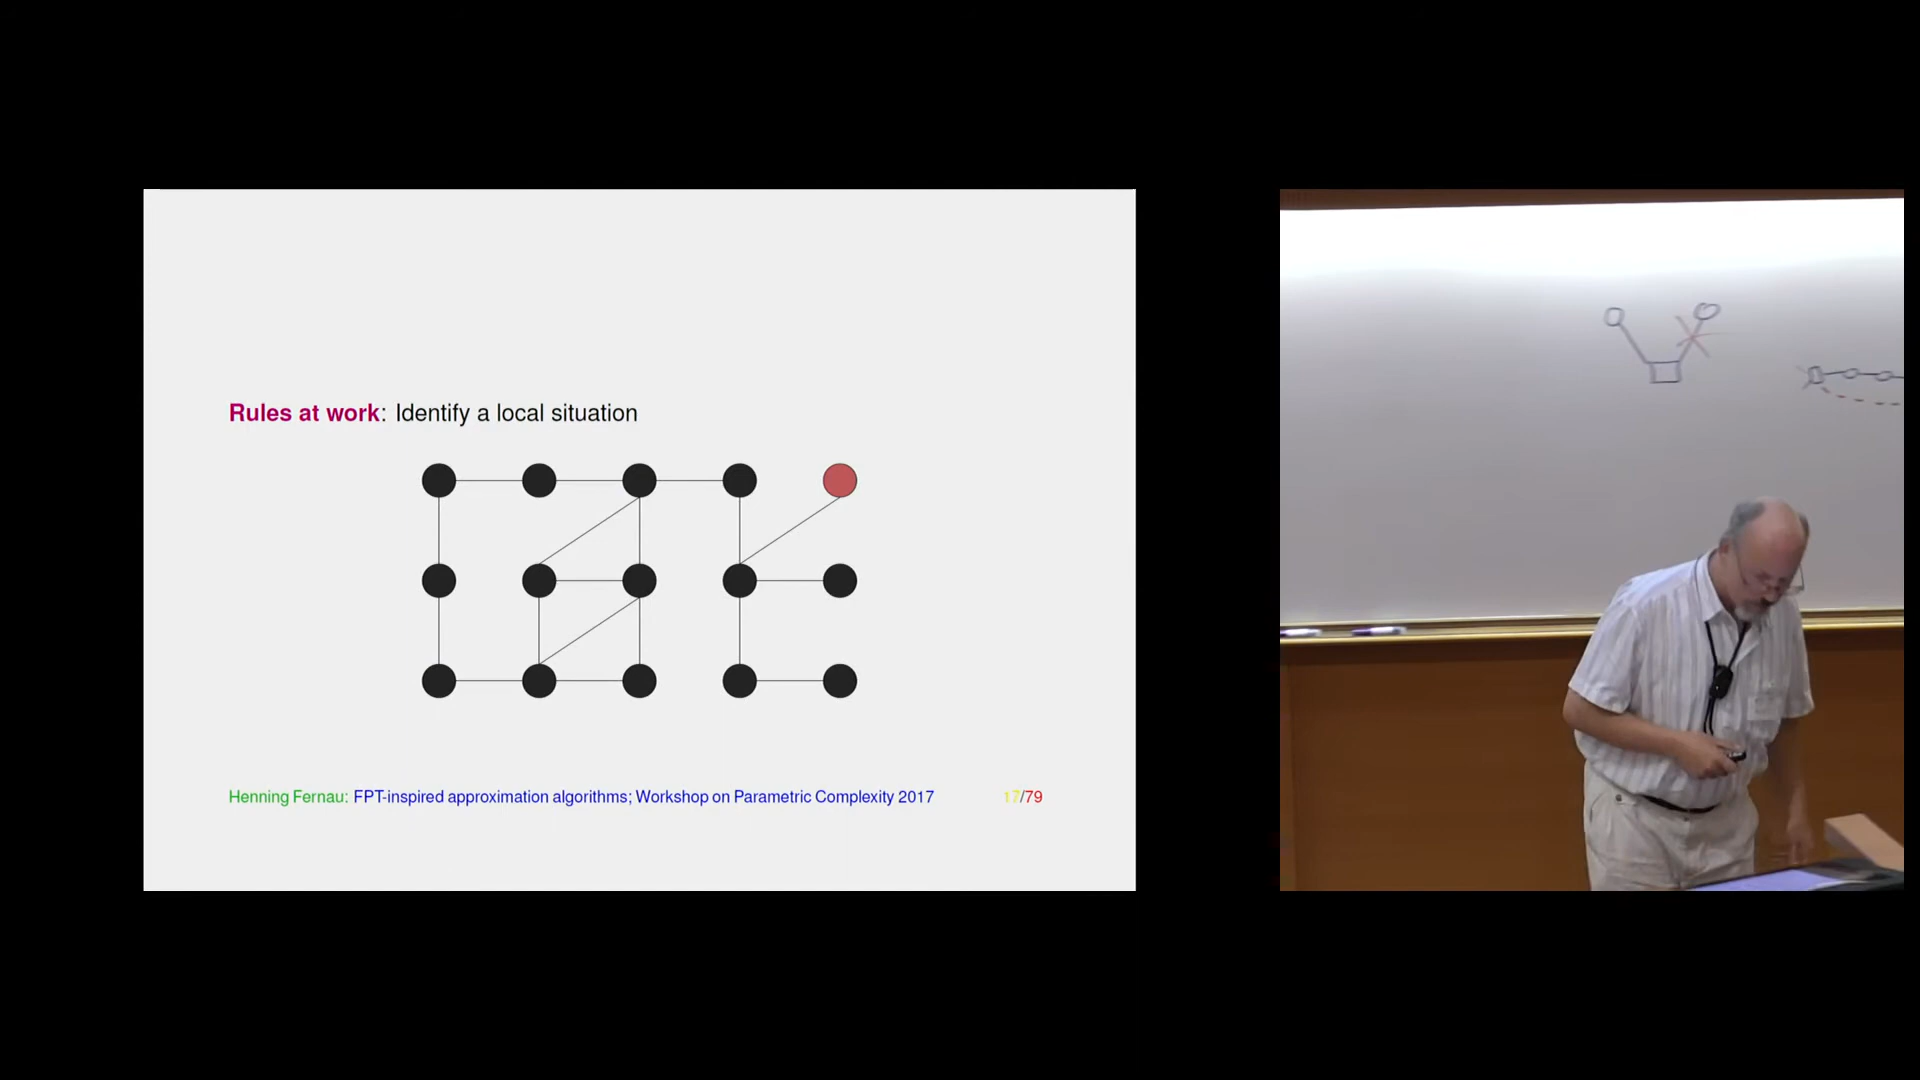 Rules at work: Identify a local situation
Henning Fernau: FPT-inspired approximation algorithms; Workshop on Parametric Complexity 2017 17/79